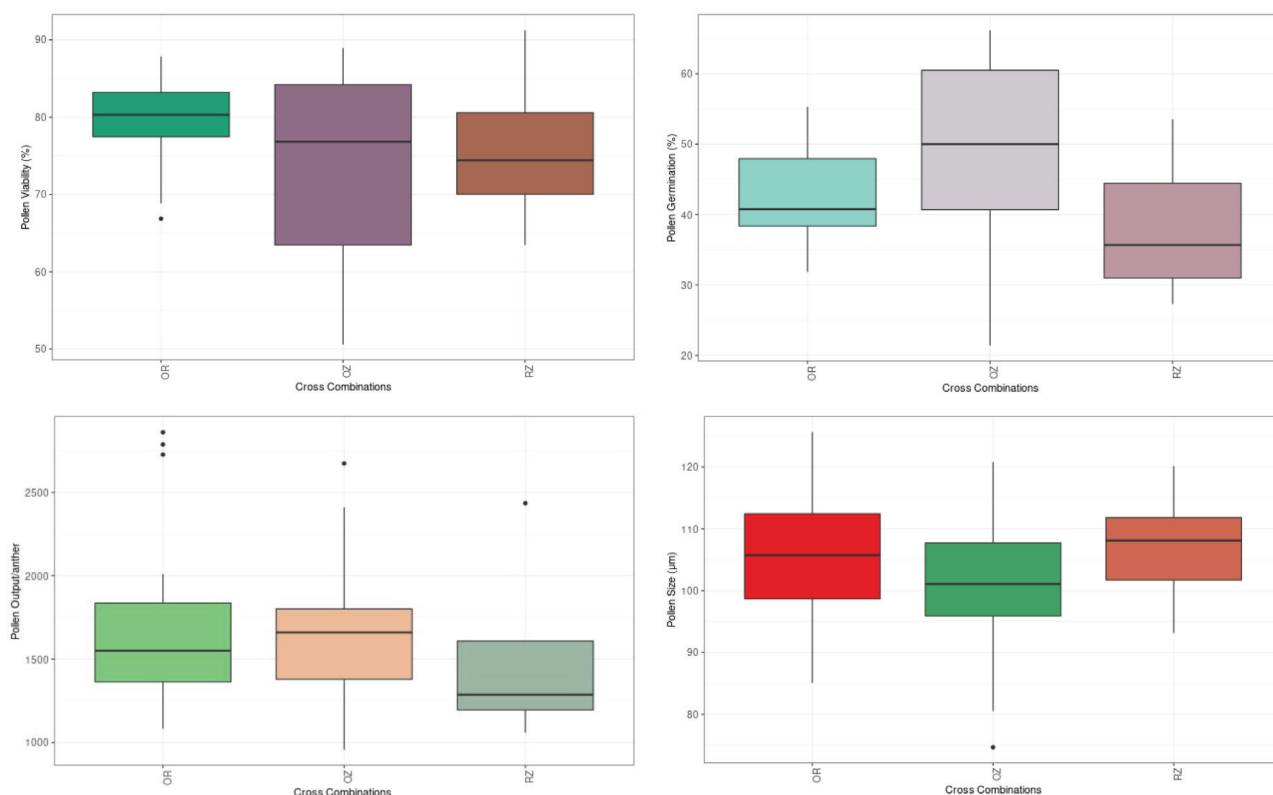 Pollen Viability (%)
90
80
70
60
50
OR
OZ
RZ
Cross Combinations
Pollen Germination (%)
60
50
40
30
20
OR
OZ
RZ
Cross Combinations
Pollen Output/anther
2500
2000
1500
1000
OR
OZ
RZ
Cross Combinations
Pollen Size (μm)
120
110
100
90
80
OR
OZ
RZ
Cross Combinations